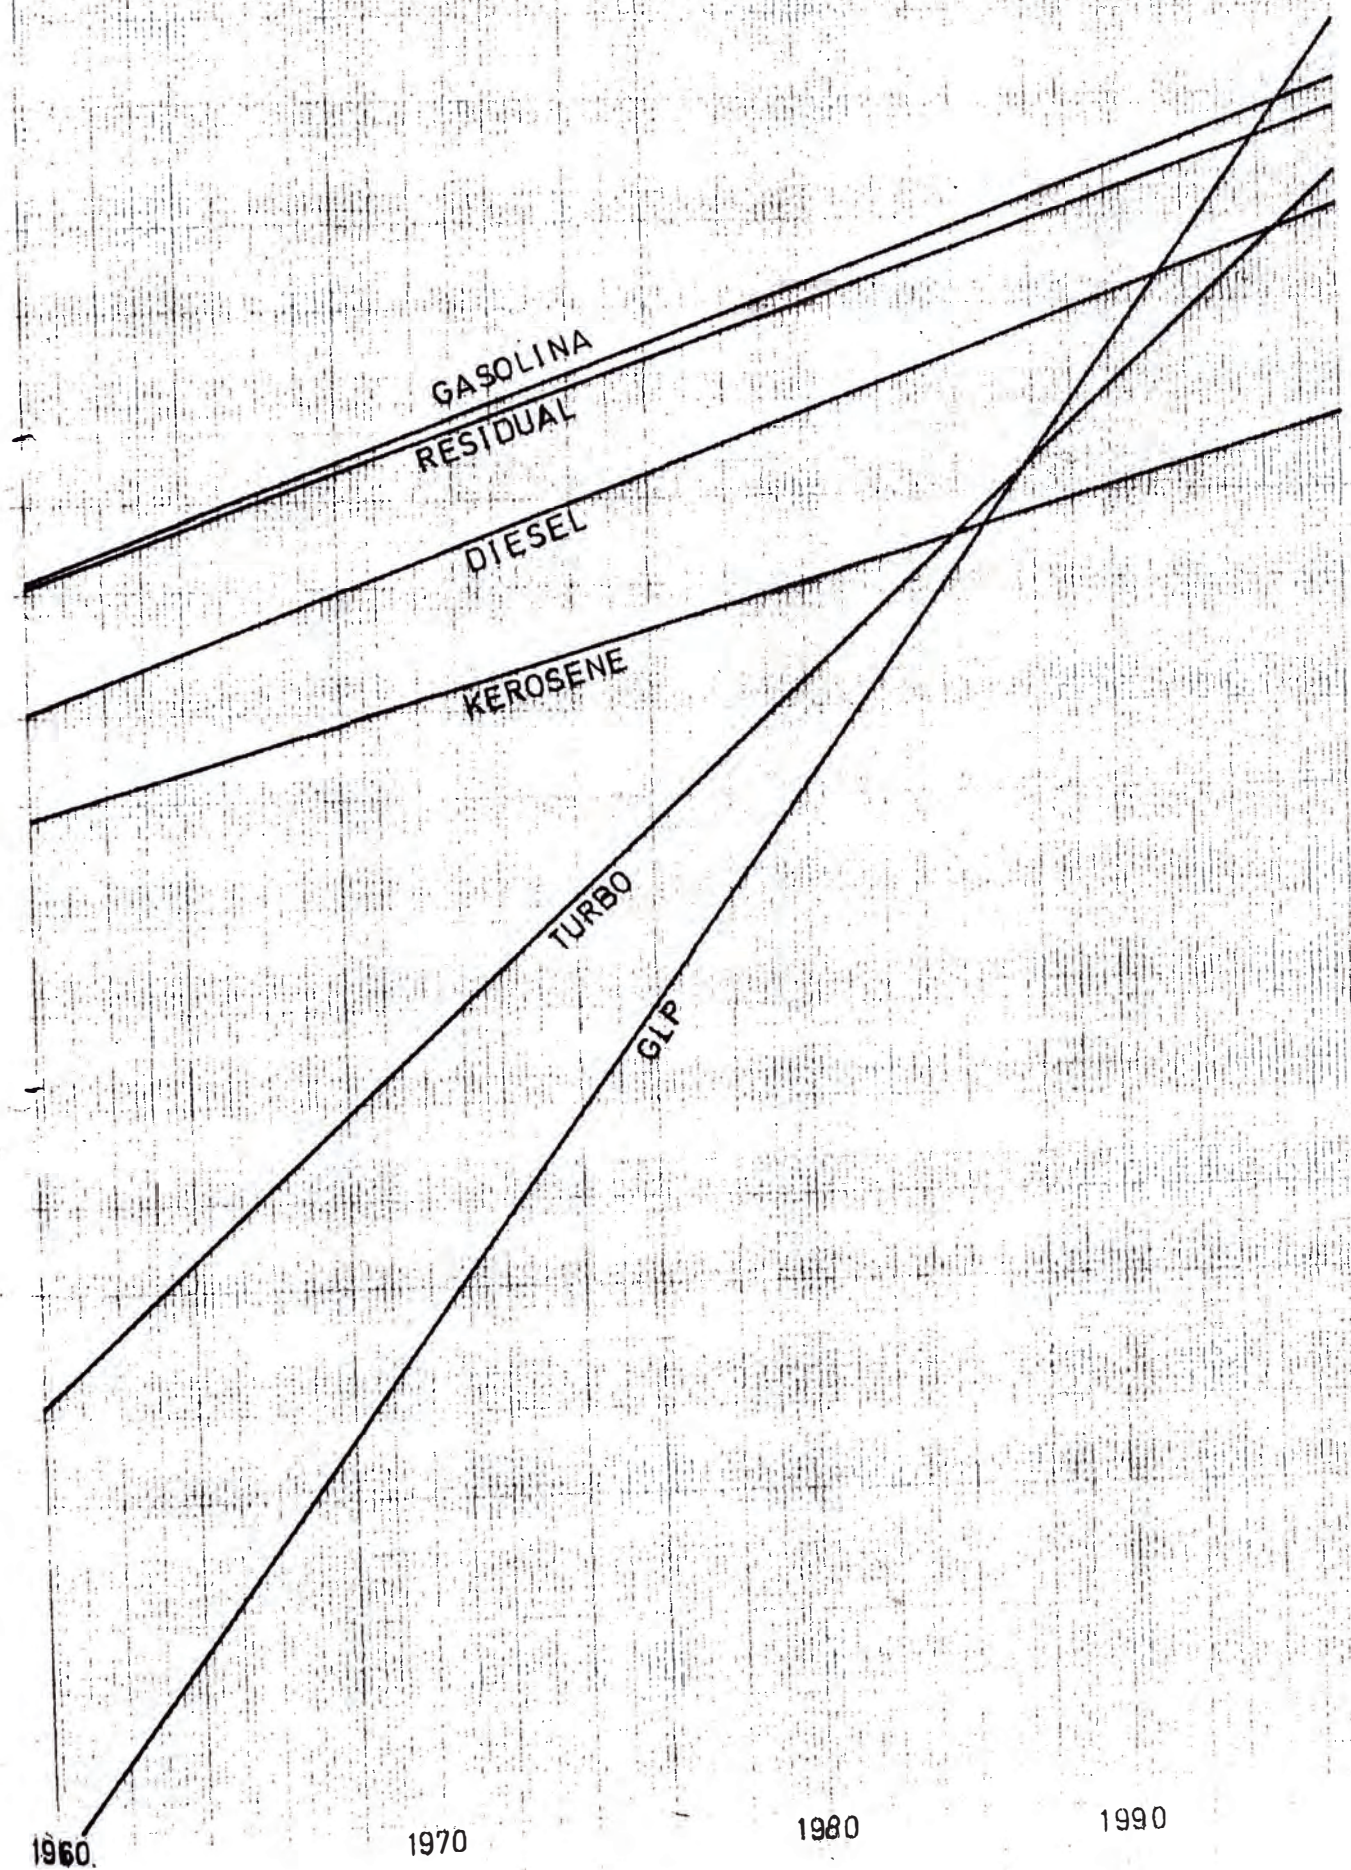 GASOLINA
RESIDUAL
DIESEL
KEROSENE
TURBO
GLP
1960.
1970
1980
1990